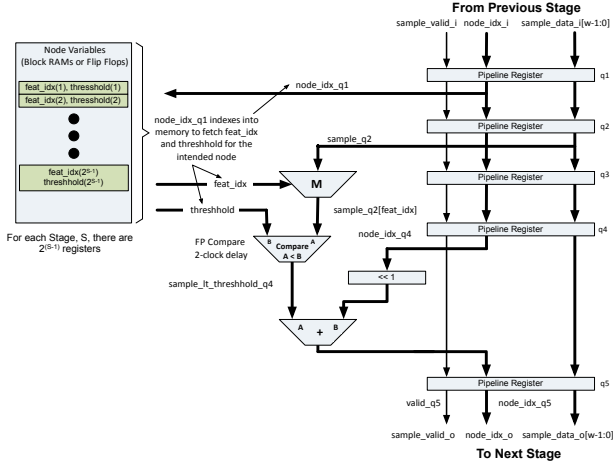 From Previous Stage
sample_valid_i node_idx_i sample_data_i[w-1:0]
Node Variables
(Block RAMs or Flip Flops)
feat_idx(1), thresshold(1)
feat_idx(2), threshhold(2)
feat_idx(2^S-1)
threshhold(2^S-1)
For each Stage, S, there are
2^(S-1) registers
node_idx_q1
node_idx_q1 indexes into
memory to fetch feat_idx
and threshhold for the
intended node
Pipeline Register q1
Pipeline Register q2
sample_q2
Pipeline Register q3
feat_idx
M
threshhold
sample_q2[feat_idx]
Pipeline Register q4
node_idx_q4
FP Compare
2-clock delay
B A
Compare
A < B
<< 1
sample_lt_threshhold_q4
A B
+
Pipeline Register q5
valid_q5 node_idx_q5
sample_valid_o node_idx_o sample_data_o[w-1:0]
To Next Stage